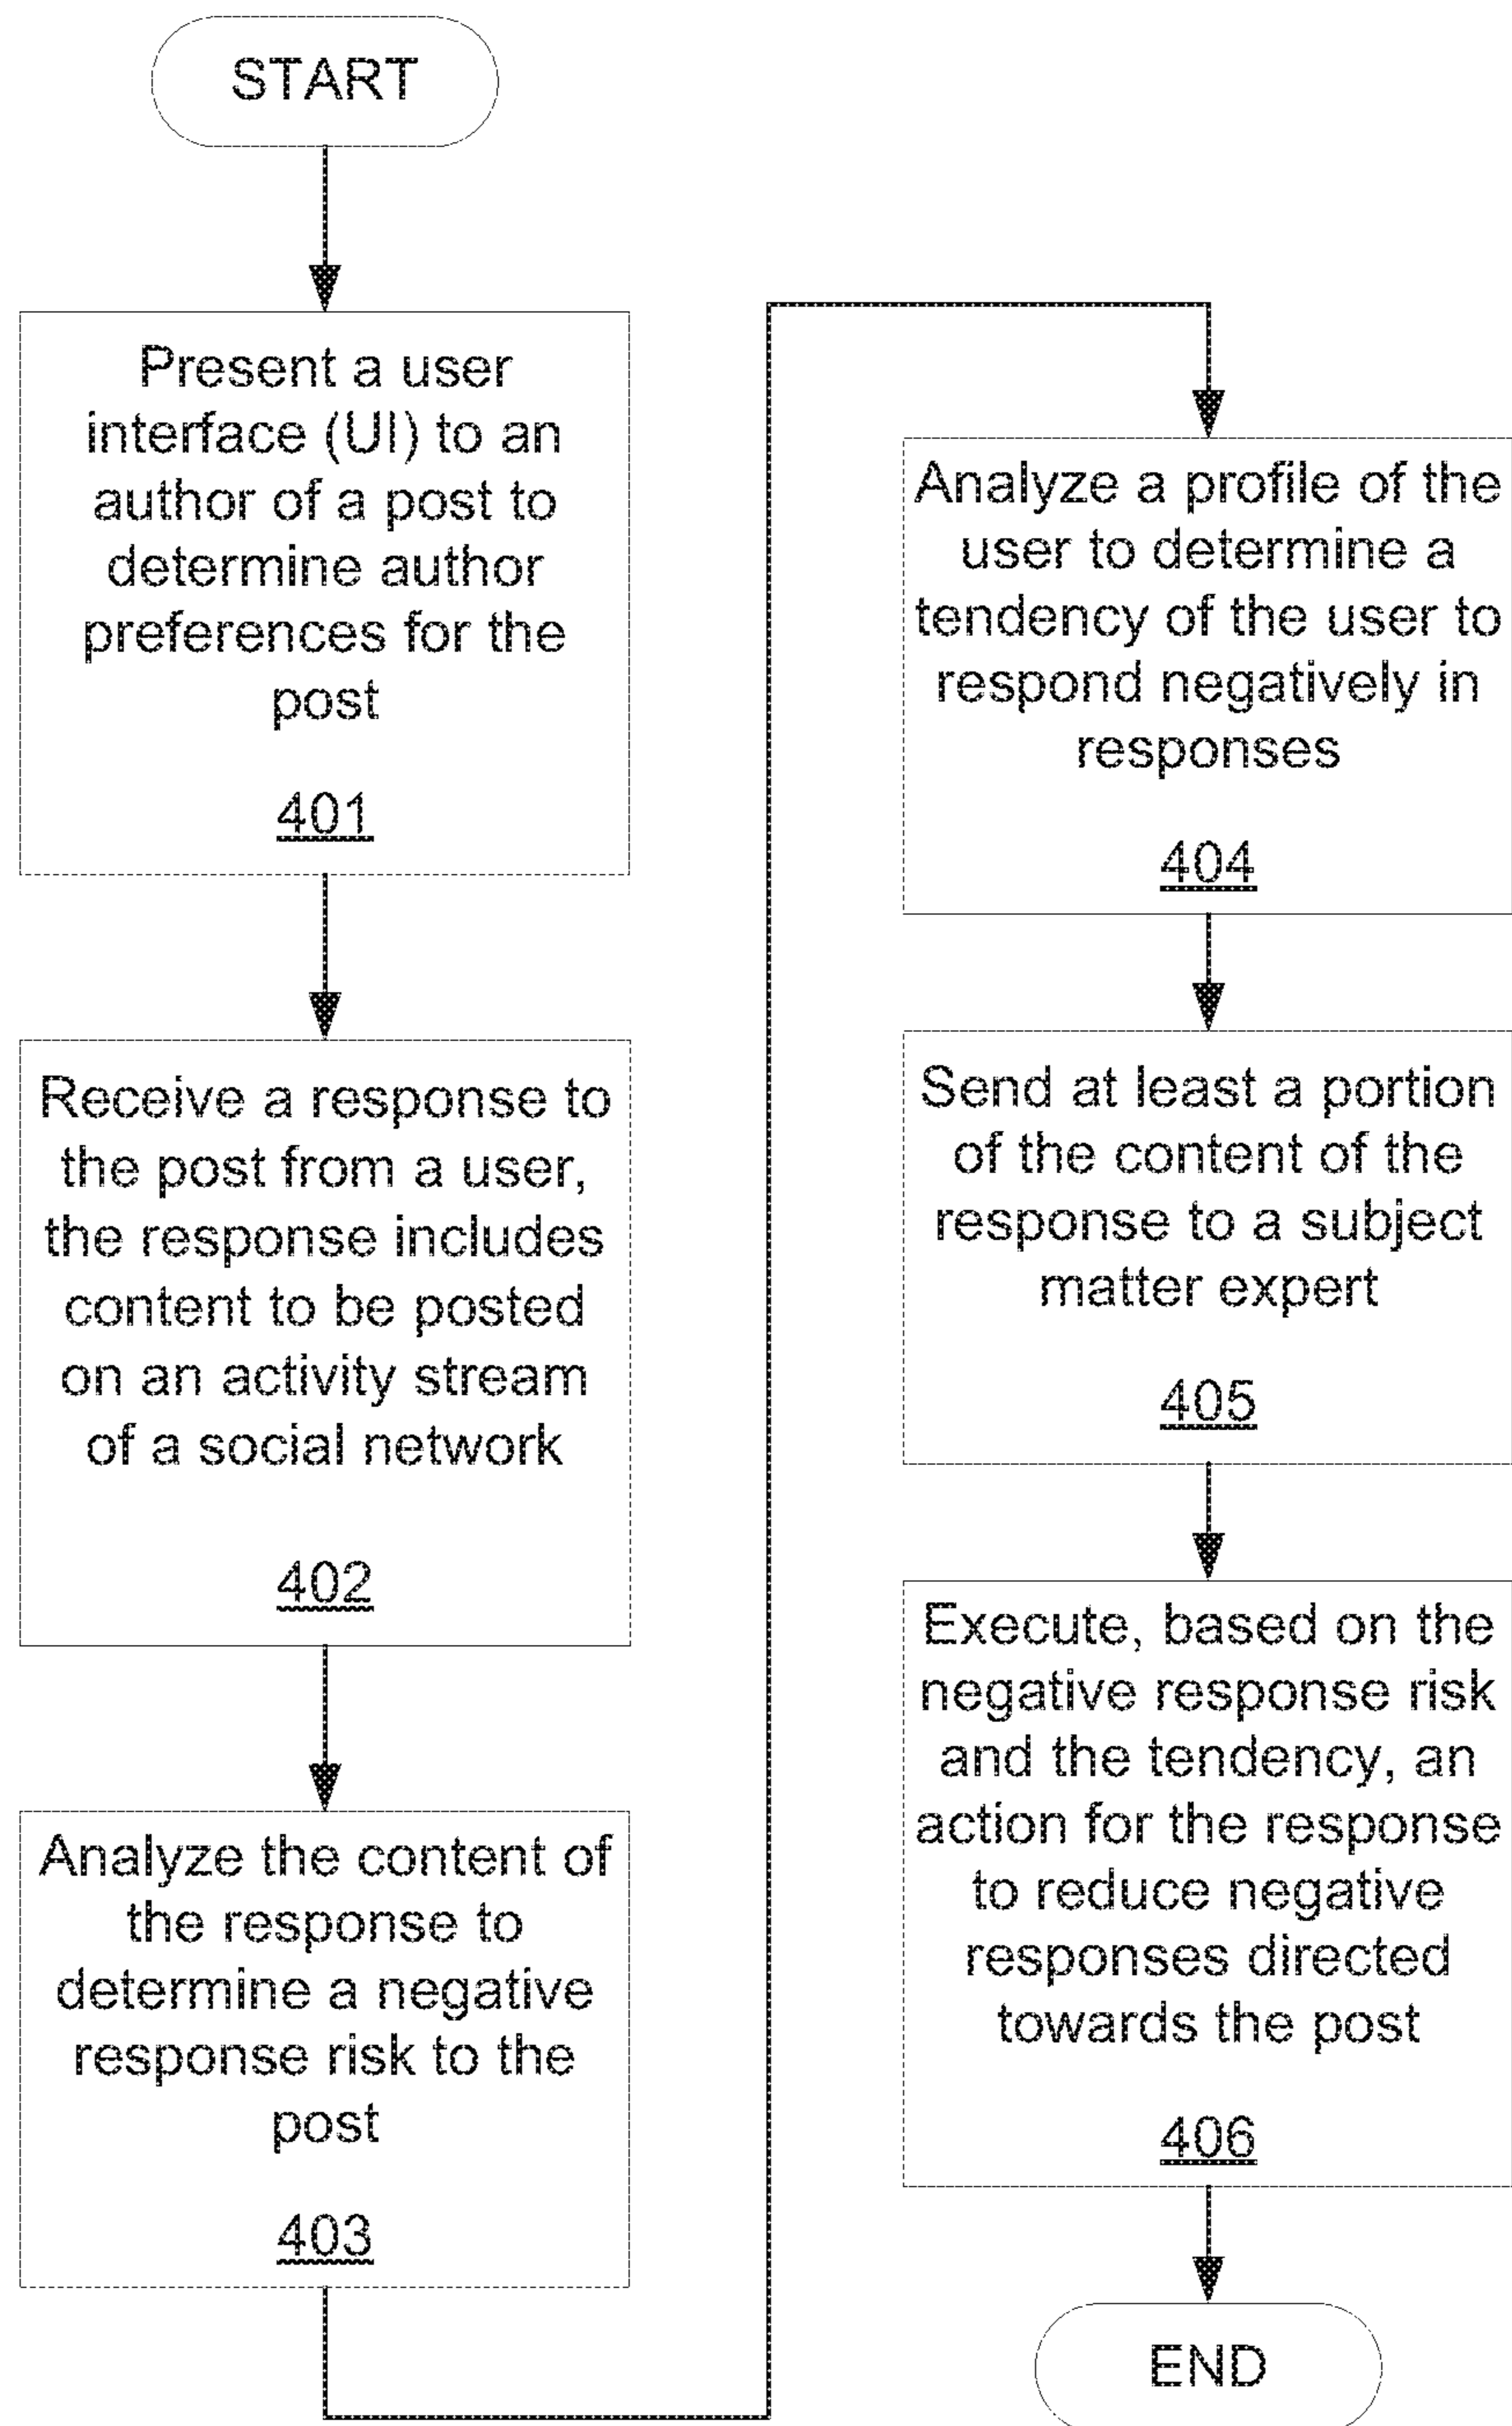 START
Present a user
interface (UI) to an
author of a post to
determine author
preferences for the
post
401
Receive a response to
the post from a user,
the response includes
content to be posted
on an activity stream
of a social network
402
Analyze the content of
the response to
determine a negative
response risk to the
post
403
Analyze a profile of the
user to determine a
tendency of the user to
respond negatively in
responses
404
Send at least a portion
of the content of the
response to a subject
matter expert
405
Execute, based on the
negative response risk
and the tendency, an
action for the response
to reduce negative
responses directed
towards the post
406
END